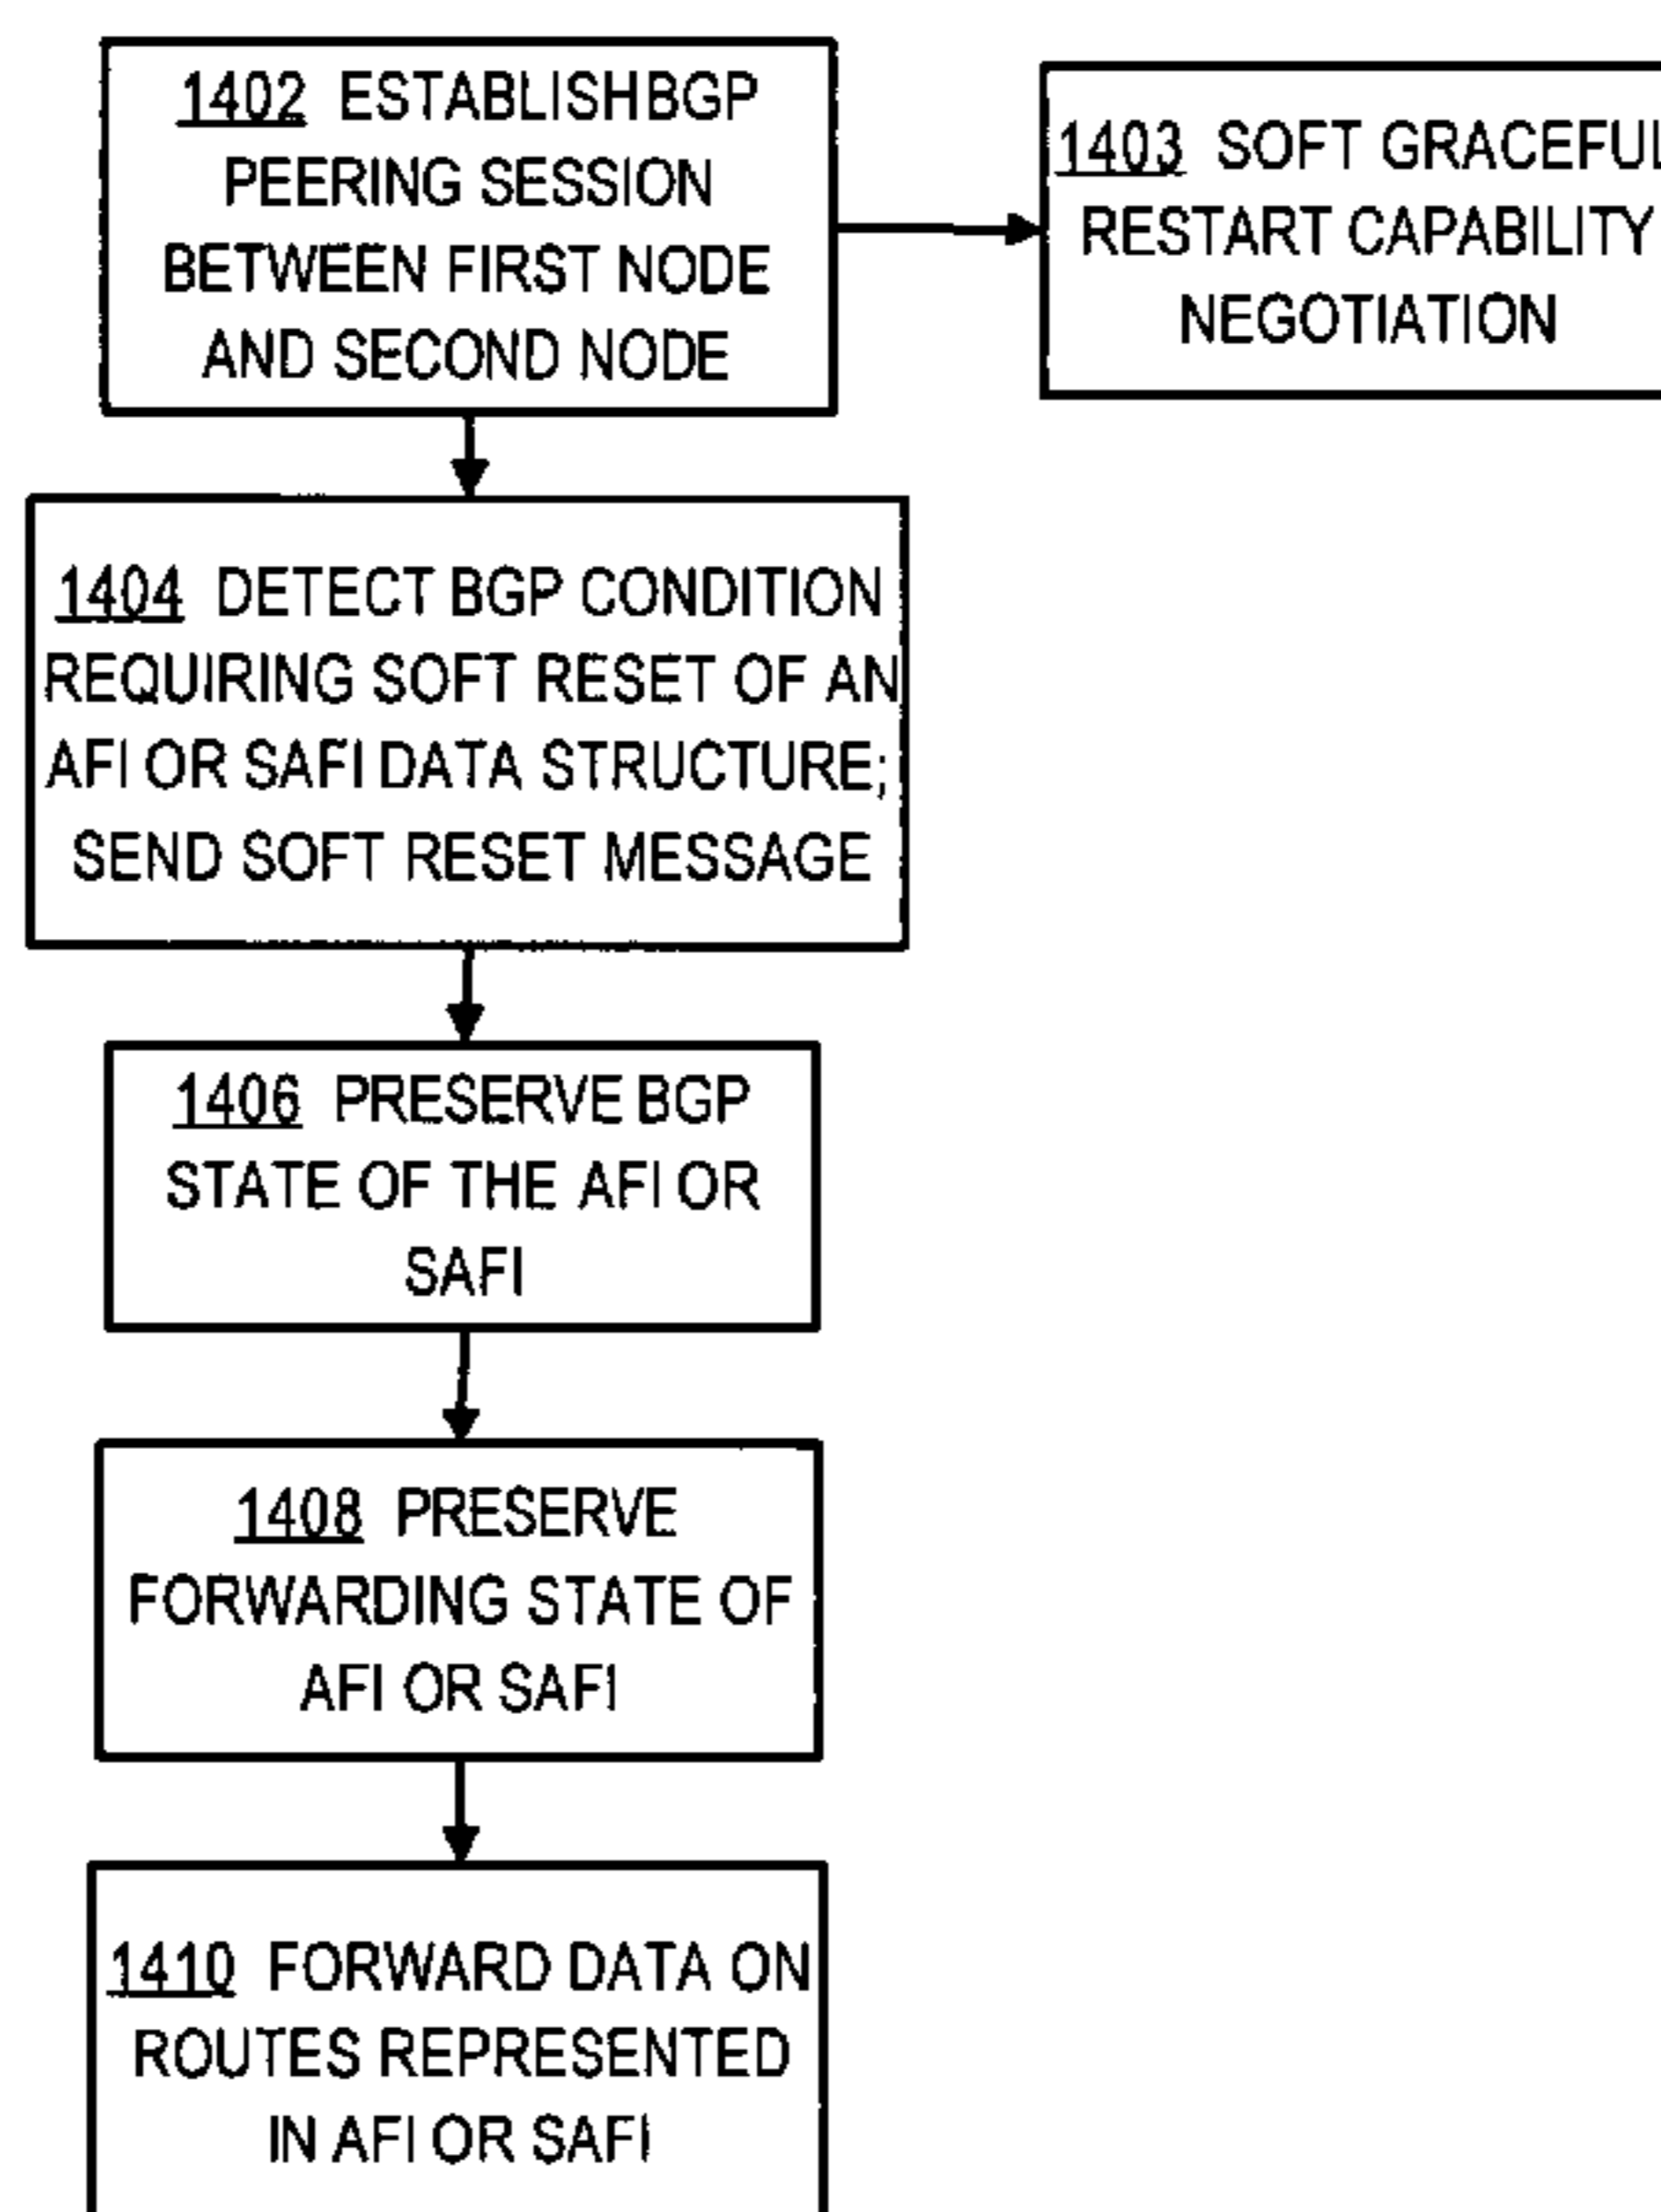 1402 ESTABLISH BGP
PEERING SESSION
BETWEEN FIRST NODE
AND SECOND NODE
1403 SOFT GRACEFUL
RESTART CAPABILITY
NEGOTIATION
1404 DETECT BGP CONDITION
REQUIRING SOFT RESET OF AN
AFI OR SAFI DATA STRUCTURE;
SEND SOFT RESET MESSAGE
1406 PRESERVE BGP
STATE OF THE AFI OR
SAFI
1408 PRESERVE
FORWARDING STATE OF
AFI OR SAFI
1410 FORWARD DATA ON
ROUTES REPRESENTED
IN AFI OR SAFI